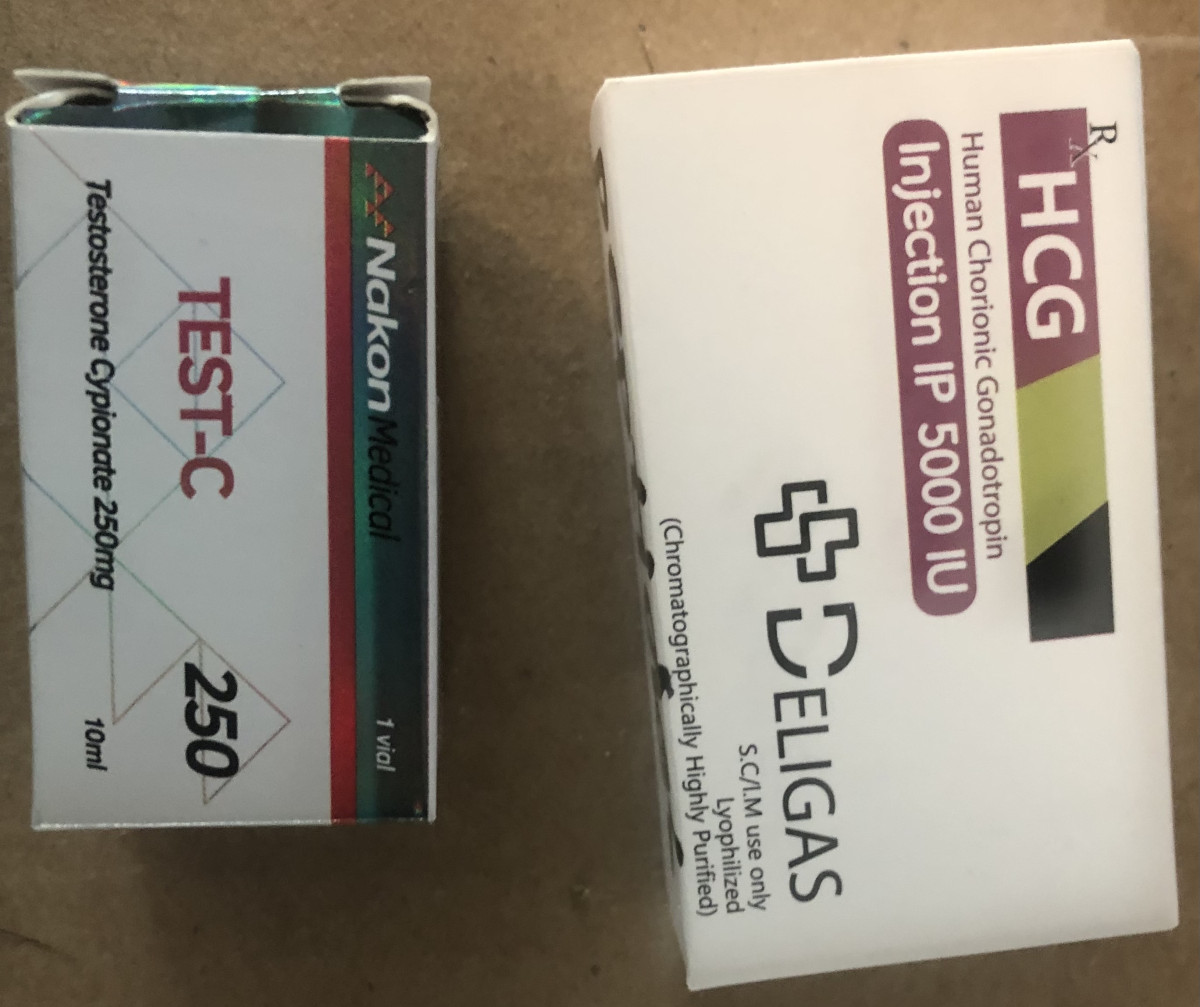 Nakon Medical
1 vial
TEST-C
250
Testosterone Cypionate 250mg
10ml
Rx
HCG
Human Chorionic Gonadotropin
Injection IP 5000 IU
DELIGAS
S.C/I.M use only
Lyophilized
(Chromatographically Highly Purified)